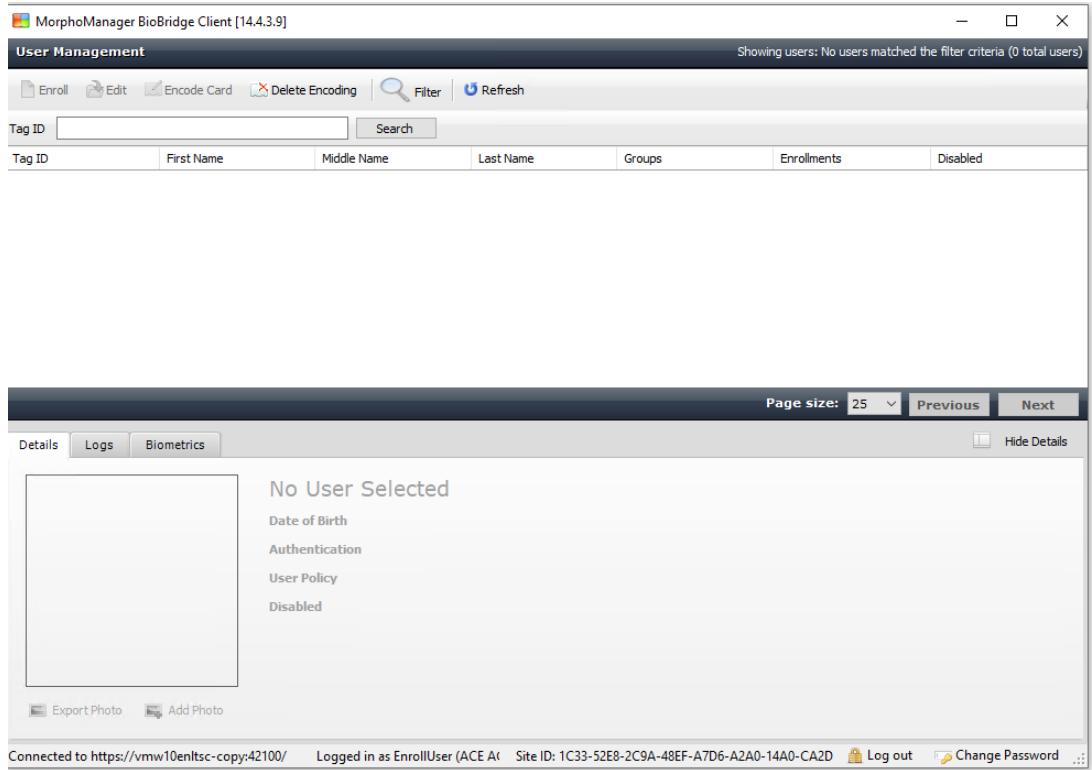 MorphoManager BioBridge Client [14.4.3.9]
User Management Showing users: No users matched the filter criteria (0 total users)
Enroll Edit Encode Card Delete Encoding Filter Refresh
Tag ID Search
Tag ID First Name Middle Name Last Name Groups Enrollments Disabled
Page size: 25 Previous Next
Details Logs Biometrics Hide Details
No User Selected
Date of Birth
Authentication
User Policy
Disabled
Export Photo Add Photo
Connected to https://vmw10enltsc-copy:42100/ Logged in as EnrollUser (ACE A Site ID: 1C33-52E8-2C9A-48EF-A7D6-A2A0-14A0-CA2D Log out Change Password